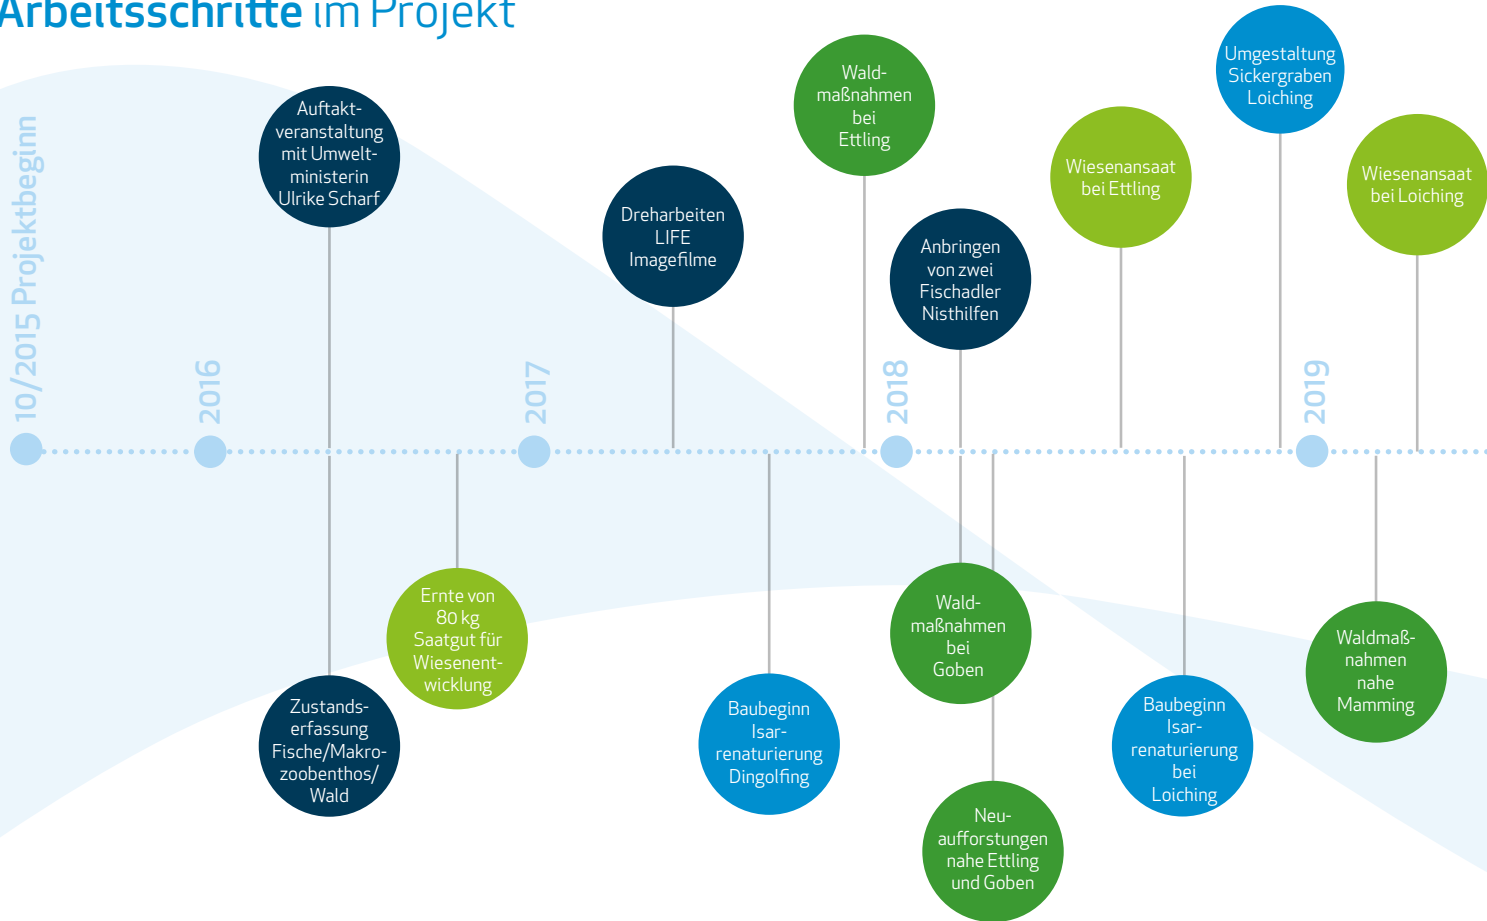 Arbeitsschritte im Projekt
10/2015 Projektbeginn
2016
2017
2018
2019
Auftakt-
veranstaltung
mit Umwelt-
ministerin
Ulrike Scharf
Zustands-
erfassung
Fische/Makro-
zoobenthos/
Wald
Ernte von
80 kg
Saatgut für
Wiesenent-
wicklung
Dreharbeiten
LIFE
Imagefilme
Baubeginn
Isar-
renaturierung
Dingolfing
Wald-
maßnahmen
bei
Ettling
Anbringen
von zwei
Fischadler
Nisthilfen
Wald-
maßnahmen
bei
Goben
Neu-
aufforstungen
nahe Ettling
und Goben
Wiesenansaat
bei Ettling
Baubeginn
Isar-
renaturierung
bei
Loiching
Umgestaltung
Sickergraben
Loiching
Waldmaß-
nahmen
nahe
Mamming
Wiesenansaat
bei Loiching